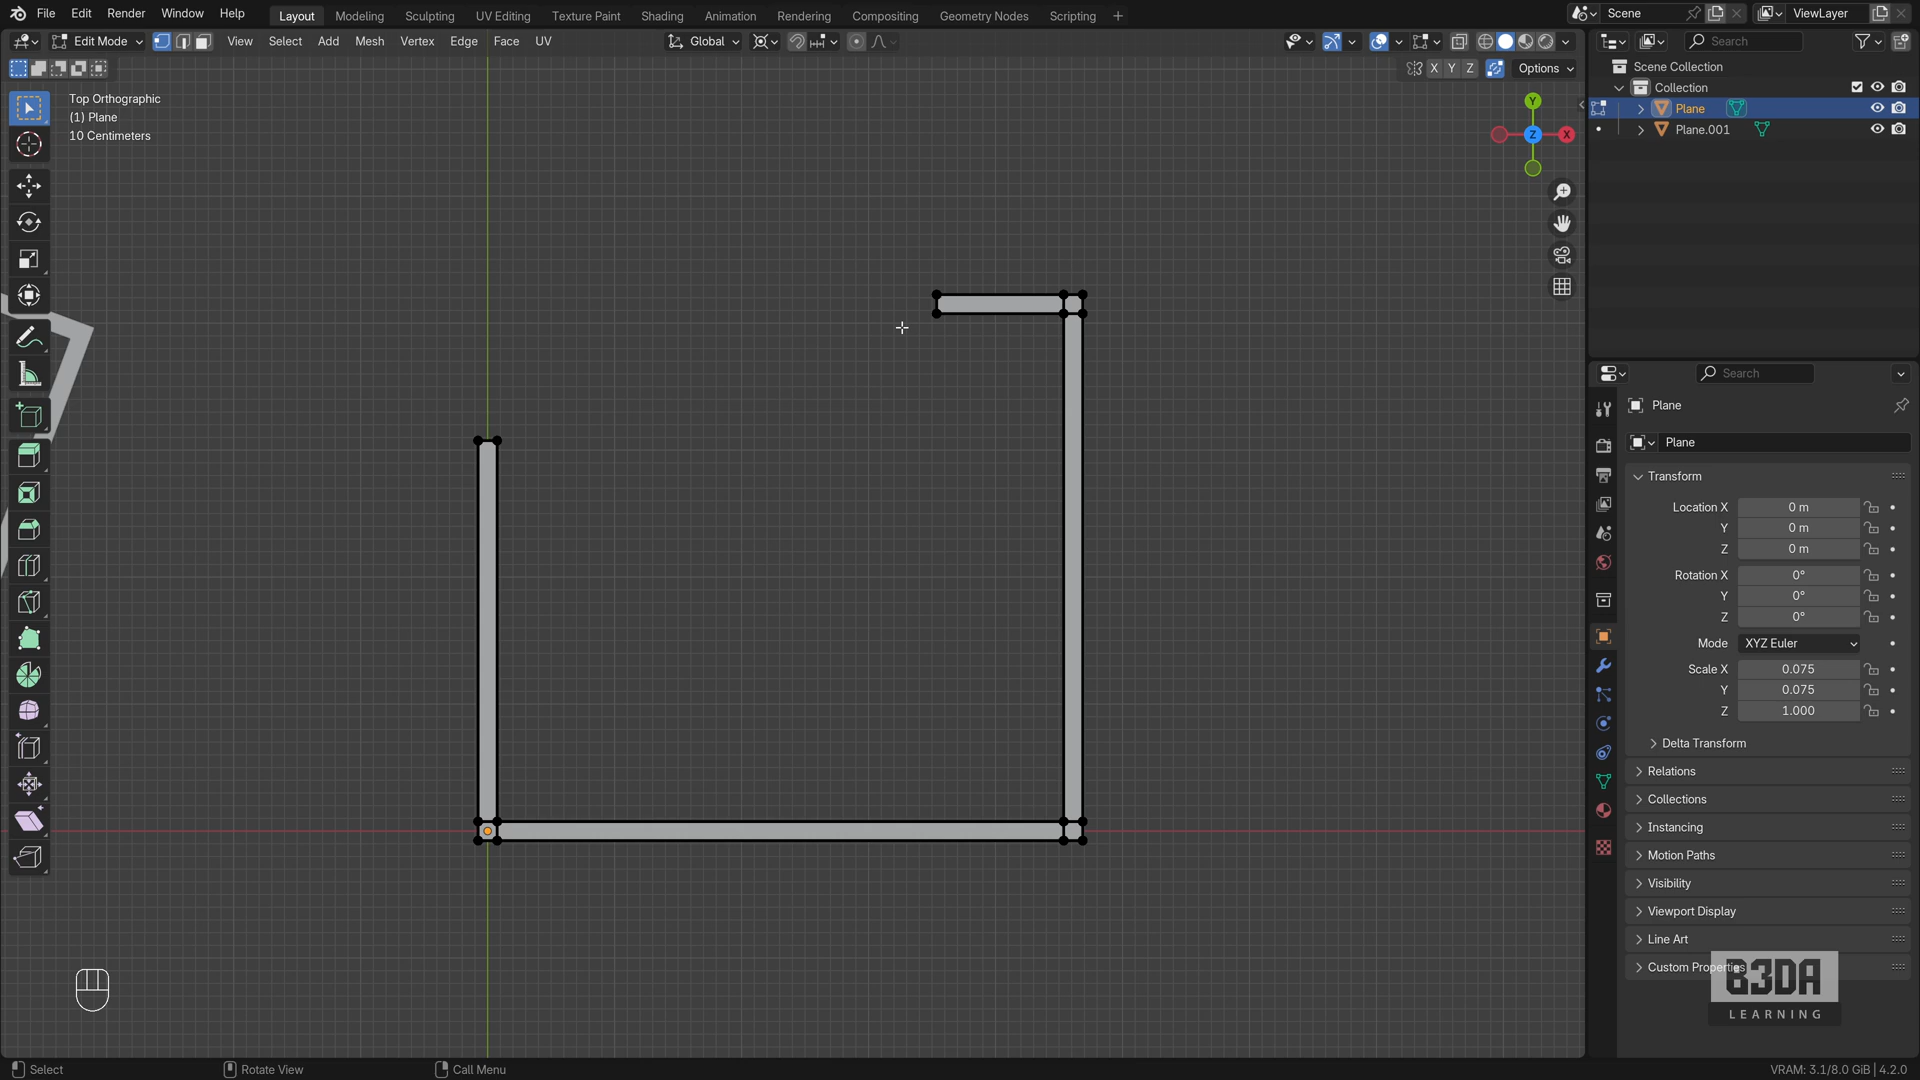 File Edit Render Window Help Layout Modeling Sculpting UV Editing Texture Paint Shading Animation Rendering Compositing Geometry Nodes Scripting + Scene ViewLayer
Edit Mode View Select Add Mesh Vertex Edge Face UV Global Search
X Y Z Options
Scene Collection
Collection
Plane
Plane.001
Top Orthographic
(1) Plane
10 Centimeters
Y
Z X
Search
Plane
Plane
Transform
Location X 0 m
Y 0 m
Z 0 m
Rotation X 0°
Y 0°
Z 0°
Mode XYZ Euler
Scale X 0.075
Y 0.075
Z 1.000
Delta Transform
Relations
Collections
Instancing
Motion Paths
Visibility
Viewport Display
Line Art
Custom Properties
B3DA
LEARNING
Select Rotate View Call Menu VRAM: 3.1/8.0 GiB | 4.2.0